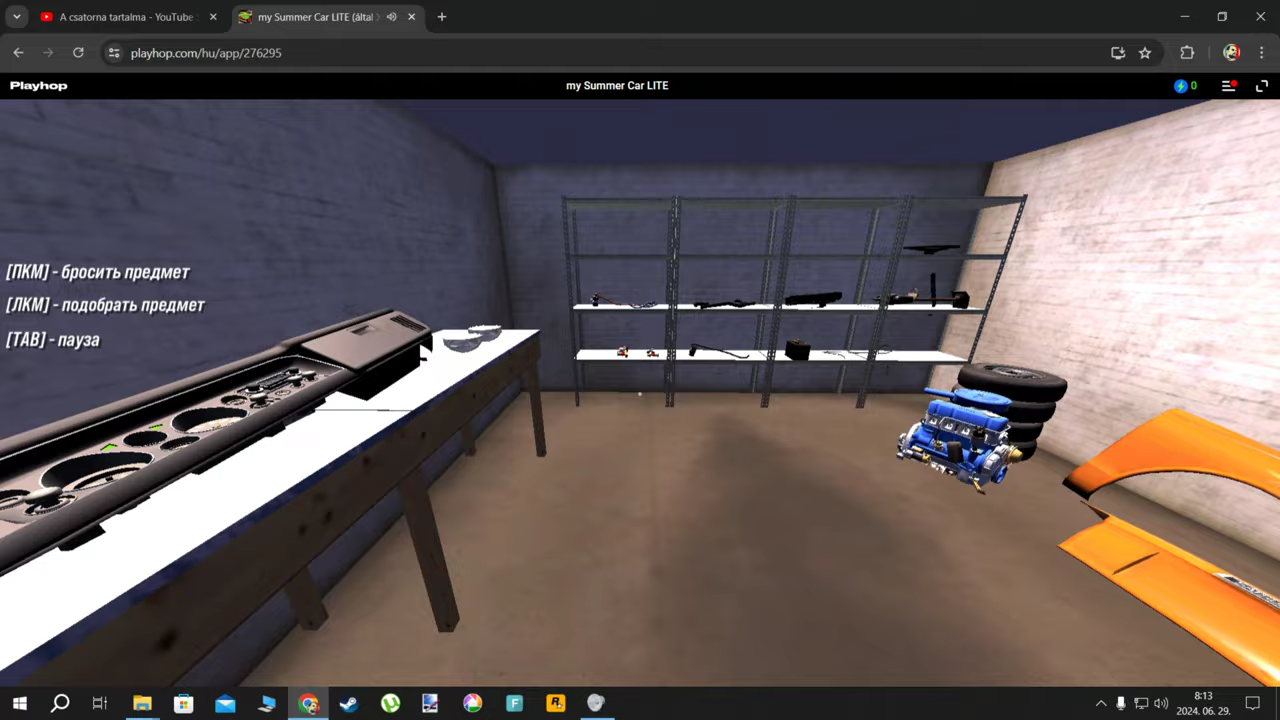 A csatorna tartalma - YouTube
my Summer Car LITE (által
playhop.com/hu/app/276295
Playhop
my Summer Car LITE
0
[ПКМ] - бросить предмет
[ЛКМ] - подобрать предмет
[TAB] - пауза
F
R
8:13
2024. 06. 29.